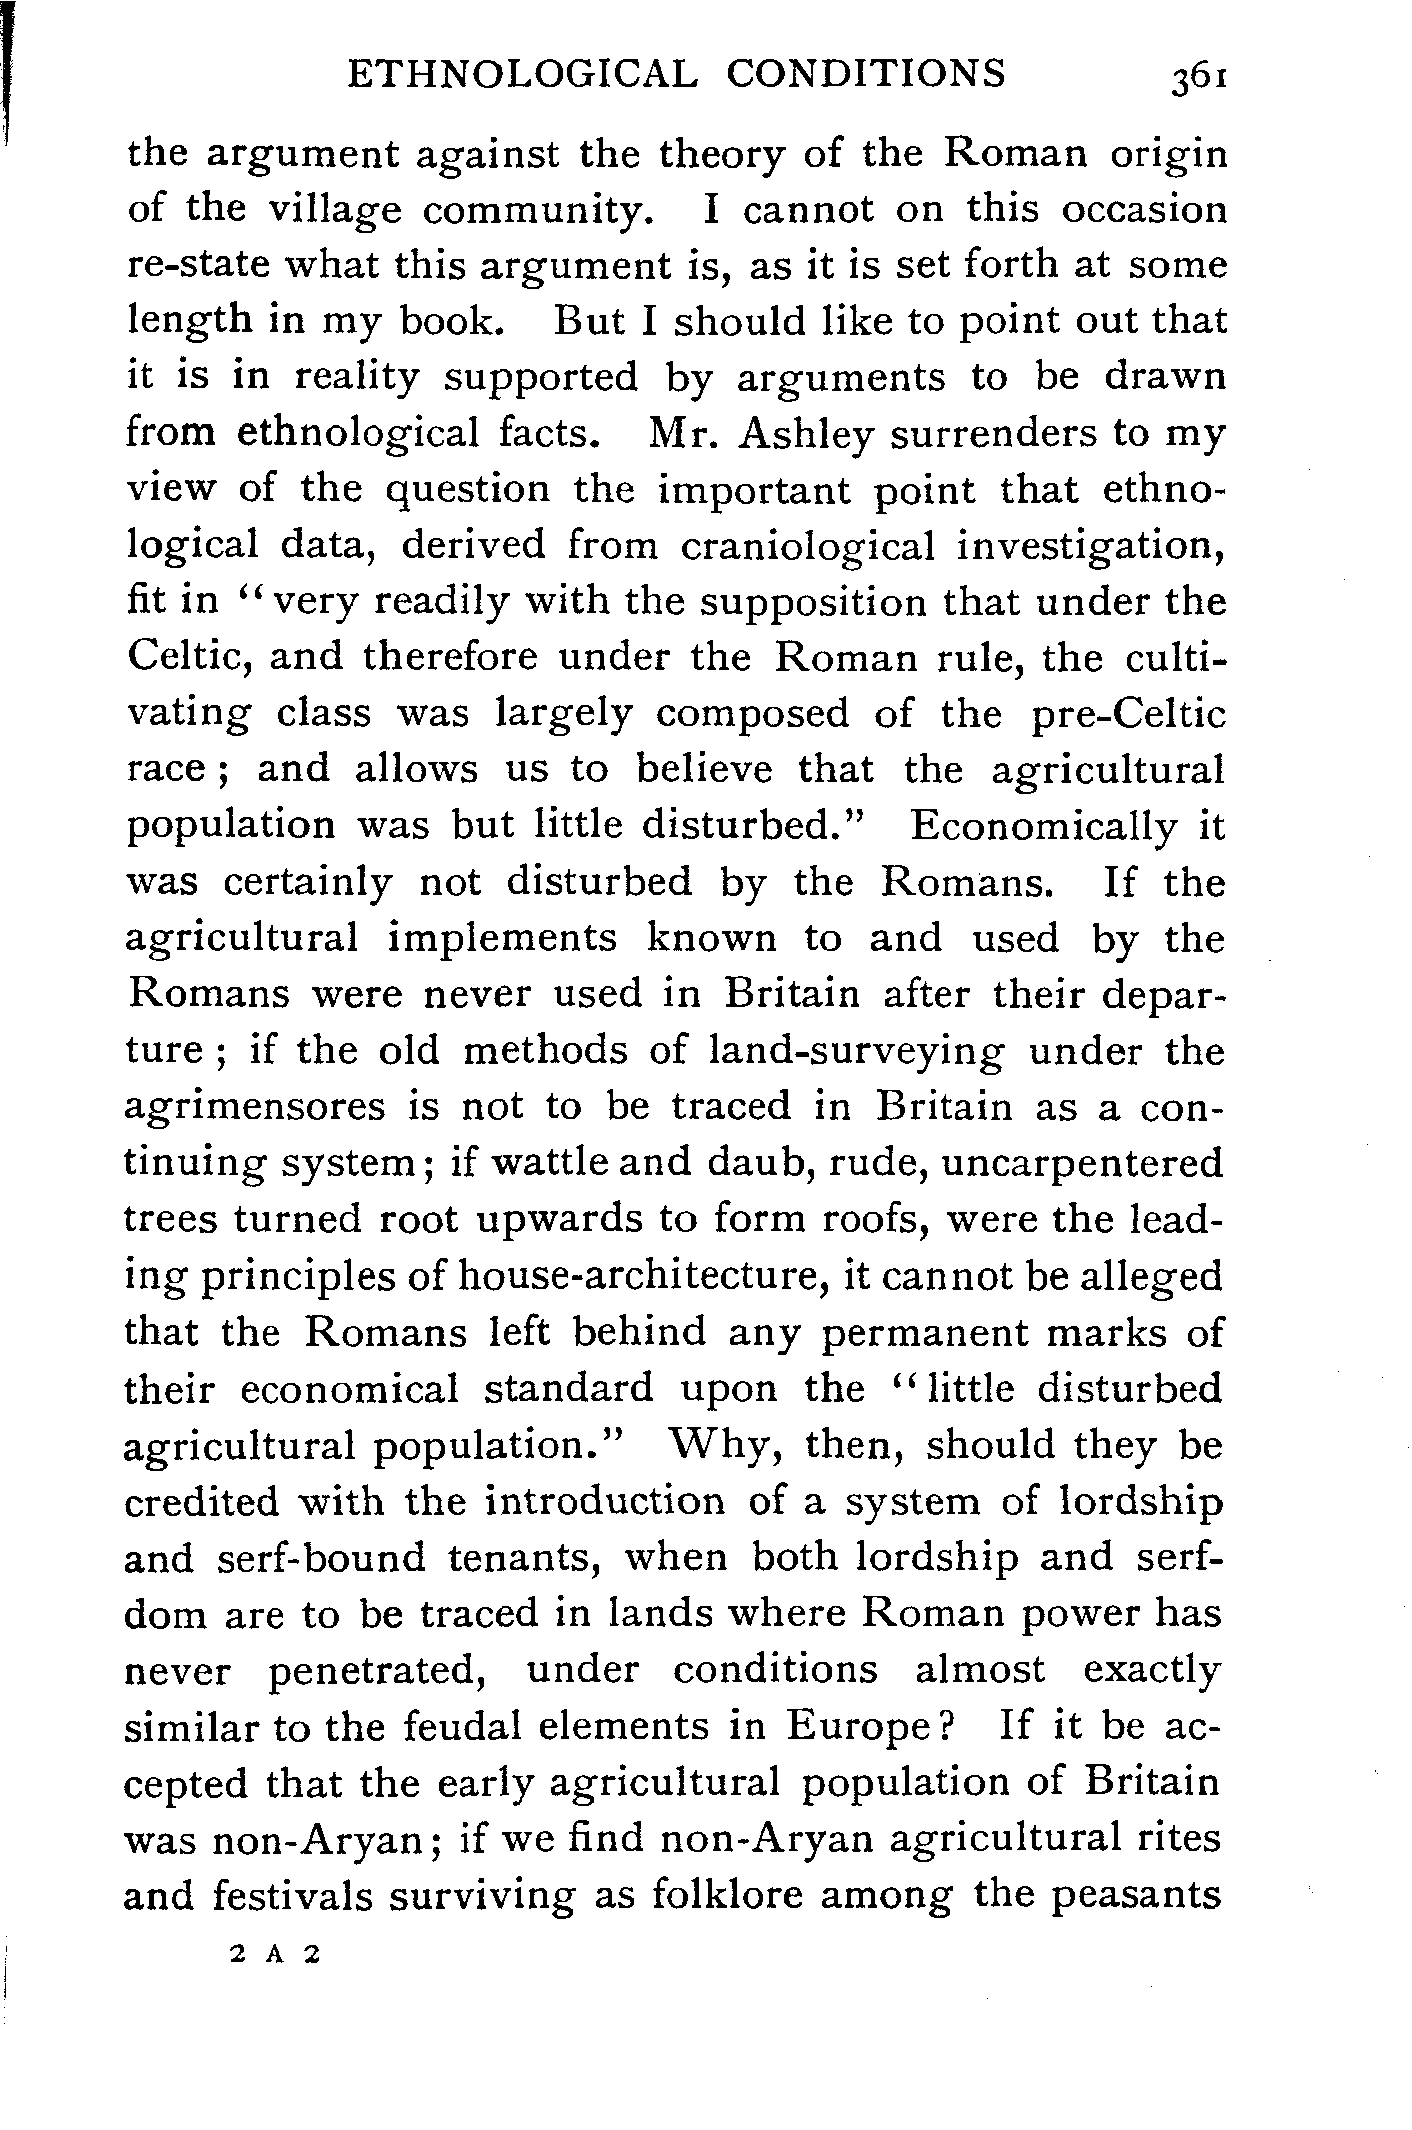 ETHNOLOGICAL CONDITIONS 361
the argument against the theory of the Roman origin
of the village community. I cannot on this occasion
re-state what this argument is, as it is set forth at some
length in my book. But I should like to point out that
it is in reality supported by arguments to be drawn
from ethnological facts. Mr. Ashley surrenders to my
view of the question the important point that ethno-
logical data, derived from craniological investigation,
fit in “very readily with the supposition that under the
Celtic, and therefore under the Roman rule, the culti-
vating class was largely composed of the pre-Celtic
race; and allows us to believe that the agricultural
population was but little disturbed.” Economically it
was certainly not disturbed by the Romans. If the
agricultural implements known to and used by the
Romans were never used in Britain after their depar-
ture; if the old methods of land-surveying under the
agrimensores is not to be traced in Britain as a con-
tinuing system; if wattle and daub, rude, uncarpentered
trees turned root upwards to form roofs, were the lead-
ing principles of house-architecture, it cannot be alleged
that the Romans left behind any permanent marks of
their economical standard upon the “little disturbed
agricultural population.” Why, then, should they be
credited with the introduction of a system of lordship
and serf-bound tenants, when both lordship and serf-
dom are to be traced in lands where Roman power has
never penetrated, under conditions almost exactly
similar to the feudal elements in Europe? If it be ac-
cepted that the early agricultural population of Britain
was non-Aryan; if we find non-Aryan agricultural rites
and festivals surviving as folklore among the peasants
2 A 2